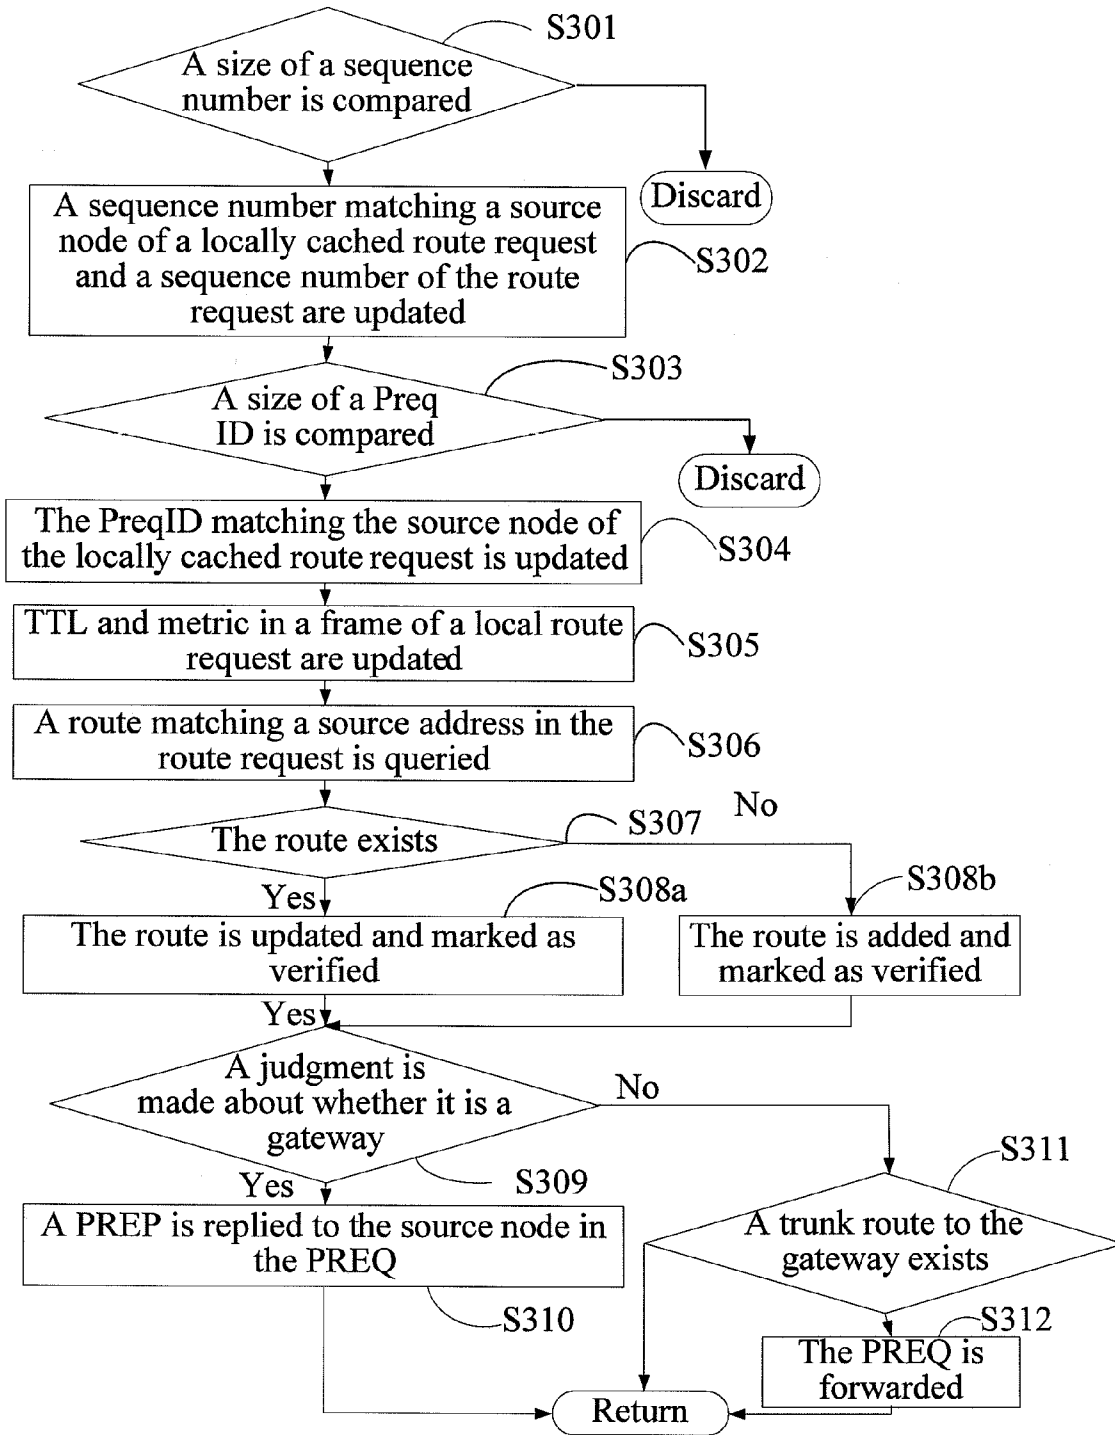 S301
A size of a sequence
number is compared
Discard
A sequence number matching a source
node of a locally cached route request
and a sequence number of the route
request are updated
S302
S303
A size of a Preq
ID is compared
Discard
The PreqID matching the source node of
the locally cached route request is updated
S304
TTL and metric in a frame of a local route
request are updated
S305
A route matching a source address in the
route request is queried
S306
No
S307
The route exists
Yes
S308a
S308b
The route is updated and marked as
verified
The route is added and
marked as verified
Yes
A judgment is
made about whether it is a
gateway
No
S309
Yes
S311
A PREP is replied to the source node in
the PREQ
A trunk route to the
gateway exists
S310
S312
The PREQ is
forwarded
Return